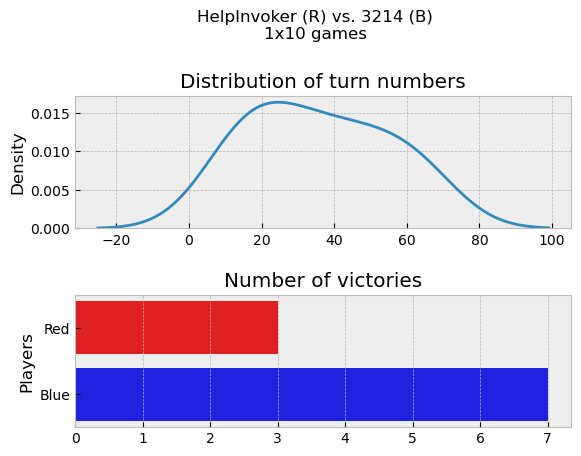 HelpInvoker (R) vs. 3214 (B)
1x10 games
Distribution of turn numbers
Density
0.015
0.010
0.005
0.000
−20 0 20 40 60 80 100
Number of victories
Players
Red
Blue
0 1 2 3 4 5 6 7